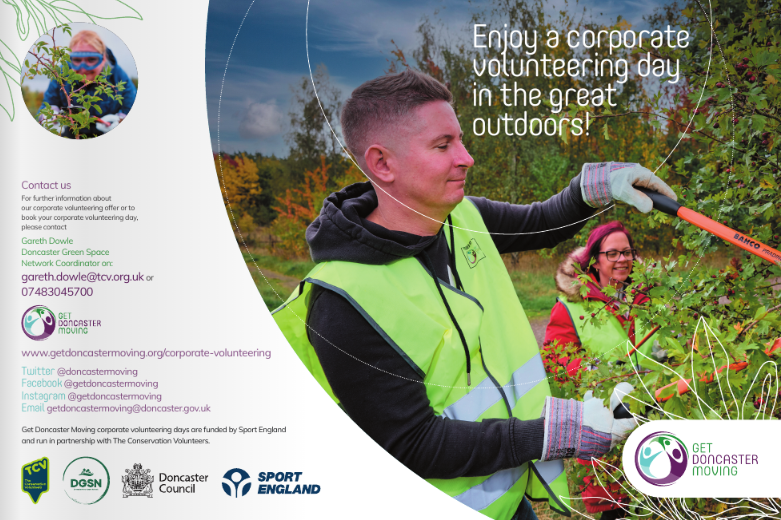 Enjoy a corporate
volunteering day
in the great
outdoors!
Contact us
For further information about
our corporate volunteering offer or to
book your corporate volunteering day,
please contact
Gareth Dowle
Doncaster Green Space
Network Coordinator on:
gareth.dowle@tcv.org.uk or
07483045700
GET
DONCASTER
MOVING
www.getdoncastermoving.org/corporate-volunteering
Twitter @doncastermoving
Facebook @getdoncastermoving
Instagram @getdoncastermoving
Email getdoncastermoving@doncaster.gov.uk
Get Doncaster Moving corporate volunteering days are funded by Sport England
and run in partnership with The Conservation Volunteers.
TCV
The
Conservation
Volunteers
DGSN
Doncaster
Council
SPORT
ENGLAND
BAHCO
GET
DONCASTER
MOVING